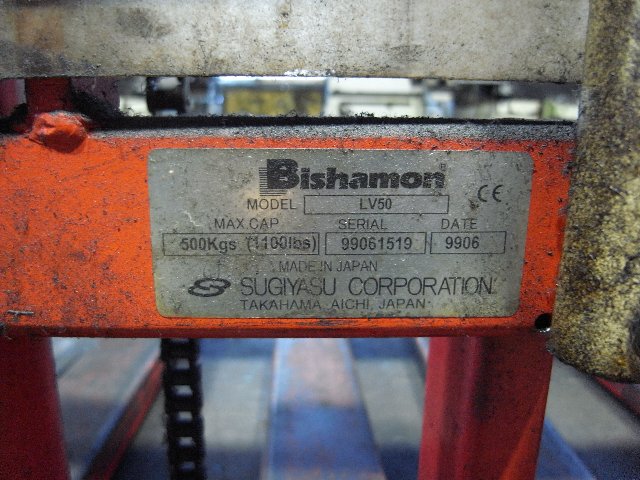 Bishamon®
MODEL LV50
MAX.CAP SERIAL DATE
500Kgs (1100lbs) 99061519 9906
MADE IN JAPAN
SUGIYASU CORPORATION
TAKAHAMA AICHI, JAPAN
CE